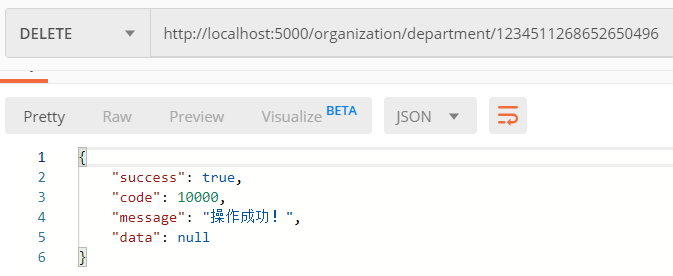 DELETE http://localhost:5000/organization/department/1234511268652650496
Pretty Raw Preview Visualize BETA JSON
1 {
2 "success": true,
3 "code": 10000,
4 "message": "操作成功！",
5 "data": null
6 }